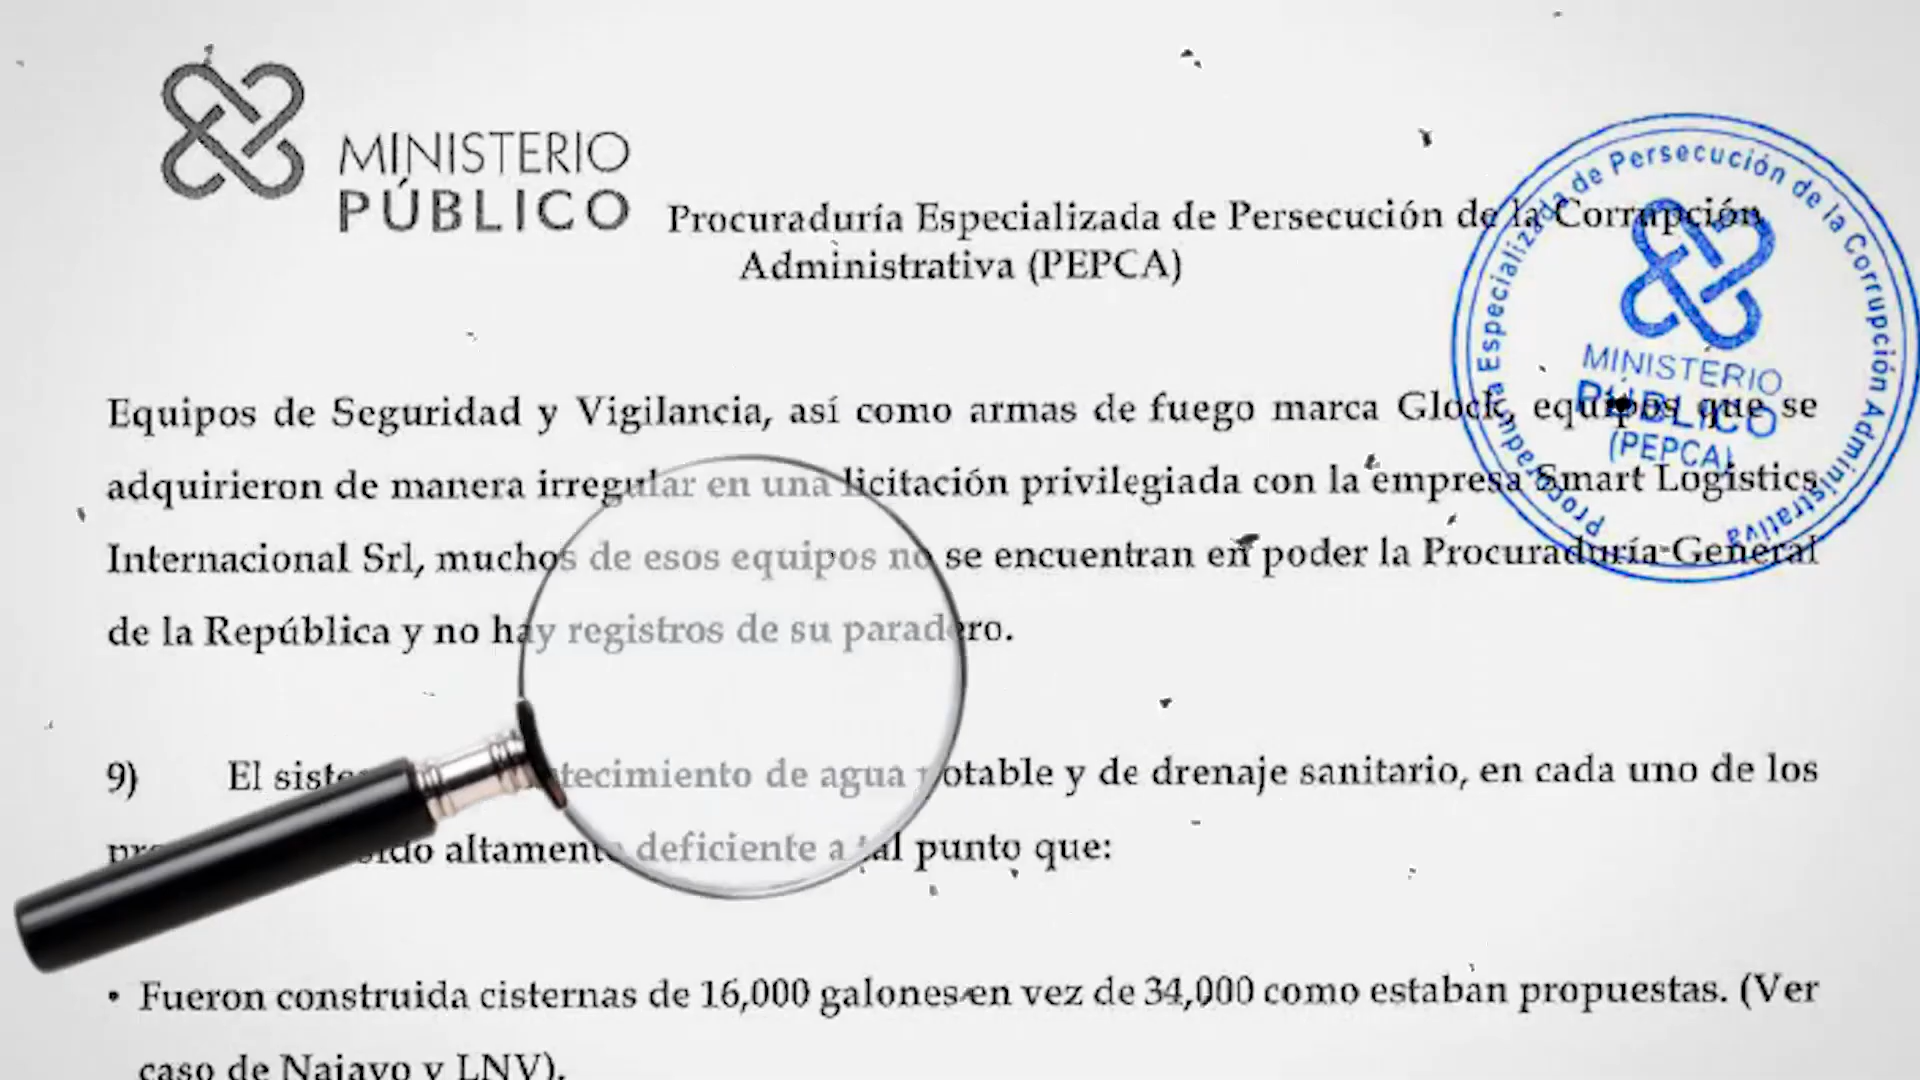 MINISTERIO
PÚBLICO
Procuraduría Especializada de Persecución de la Corrupción
Administrativa (PEPCA)
Procuraduría Especializada de Persecución de la Corrupción Administrativa
MINISTERIO
PÚBLICO
(PEPCA)
Equipos de Seguridad y Vigilancia, así como armas de fuego marca Glock, equipos que se
adquirieron de manera irregular en una licitación privilegiada con la empresa Smart Logistics
Internacional Srl, muchos de esos equipos no se encuentran en poder la Procuraduría General
de la República y no hay registros de su paradero.
9) El tecimiento de agua potable y de drenaje sanitario, en cada uno de los
altamente deficiente a tal punto que:
• Fueron construida cisternas de 16,000 galones en vez de 34,000 como estaban propuestas. (Ver
caso de Najayo y LNV).